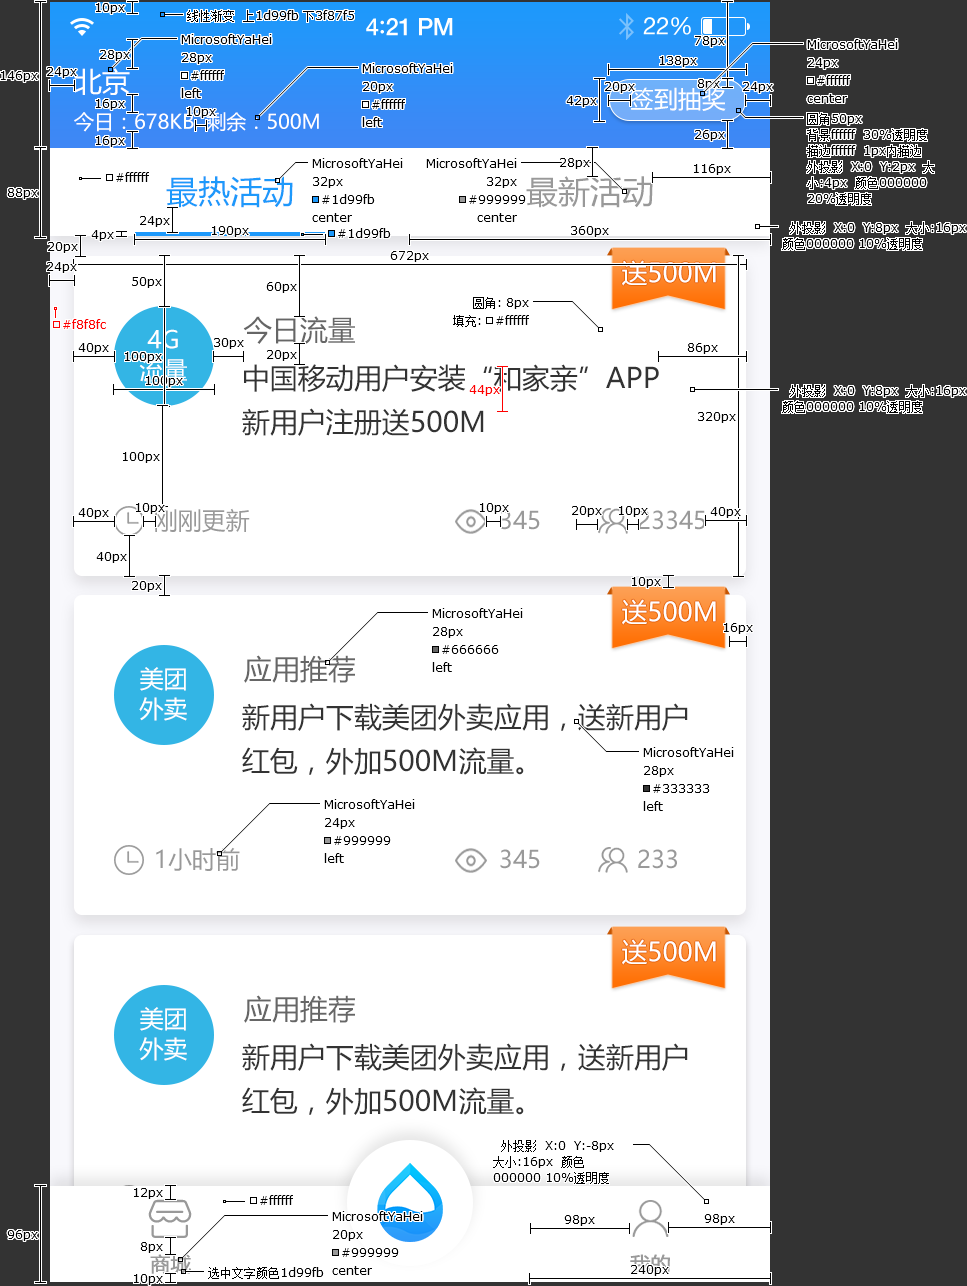 10px
线性渐变 上1d99fb 下3f87f5
4:21 PM
22%
78px
MicrosoftYaHei
28px
#ffffff
left
28px
146px
24px
北京
MicrosoftYaHei
20px
#ffffff
left
138px
MicrosoftYaHei
24px
#ffffff
center
8px
20px
24px
42px
签到抽奖
16px
10px
今日：678KB 剩余：500M
16px
26px
圆角50px
背景ffffff 30%透明度
描边ffffff 1px内描边
外投影 X:0 Y:2px 大
小:4px 颜色000000
20%透明度
88px
#ffffff
最热活动
MicrosoftYaHei
32px
#1d99fb
center
MicrosoftYaHei
32px
#999999
center
28px
最新活动
116px
24px
4px
190px
#1d99fb
360px
外投影 X:0 Y:8px 大小:16px
颜色000000 10%透明度
20px
24px
672px
送500M
50px
60px
圆角: 8px
填充: #ffffff
#f8f8fc
4G
流量
今日流量
40px
100px
30px
20px
86px
100px
中国移动用户安装“和家亲”APP
44px
新用户注册送500M
外投影 X:0 Y:8px 大小:16px
颜色000000 10%透明度
320px
100px
40px
10px
刚刚更新
10px
345
20px
10px
23345
40px
40px
20px
10px
送500M
16px
MicrosoftYaHei
28px
#666666
left
美团
外卖
应用推荐
新用户下载美团外卖应用，送新用户
红包，外加500M流量。
MicrosoftYaHei
28px
#333333
left
MicrosoftYaHei
24px
#999999
left
1小时前
345
233
送500M
美团
外卖
应用推荐
新用户下载美团外卖应用，送新用户
红包，外加500M流量。
外投影 X:0 Y:-8px
大小:16px 颜色
000000 10%透明度
96px
12px
#ffffff
MicrosoftYaHei
20px
#999999
center
98px
98px
8px
商城
我的
10px
选中文字颜色1d99fb
240px